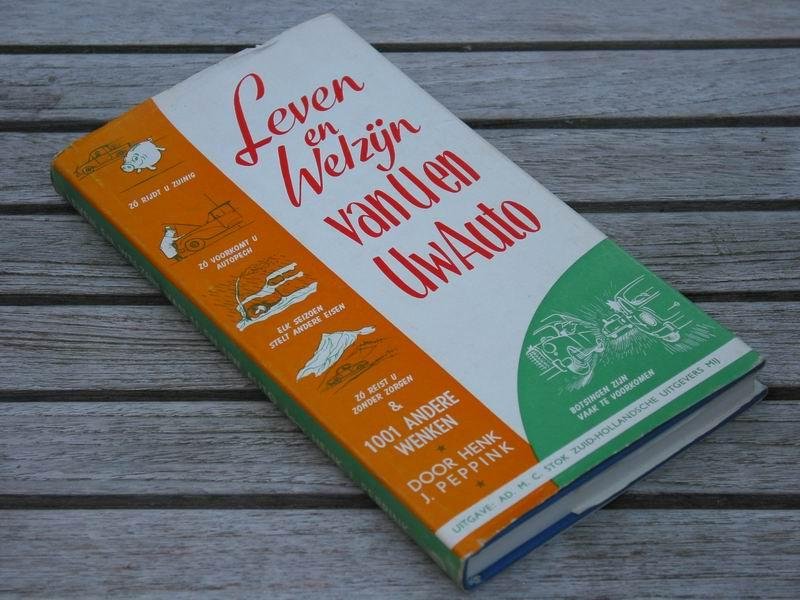 Leven
en
Welzijn
van U en
Uw Auto
ZÓ RIJDT U ZUINIG
ZÓ VOORKOMT U
AUTOPECH
ELK SEIZOEN
STELT ANDERE EISEN
ZÓ REIST U
ZONDER ZORGEN
&
1001 ANDERE
WENKEN
DOOR HENK
J. PEPPINK
BOTSINGEN ZIJN
VAAK TE VOORKOMEN
UITGAVE: AD. M. C. STOK ZUID-HOLLANDSCHE UITGEVERS MIJ